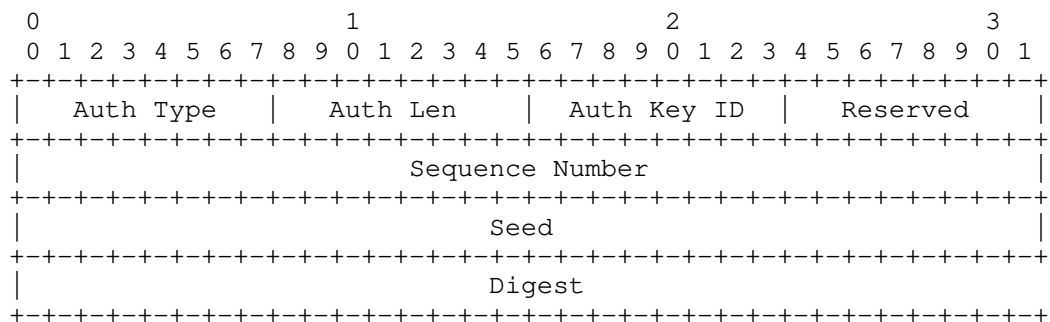 0                   1                   2                   3
 0 1 2 3 4 5 6 7 8 9 0 1 2 3 4 5 6 7 8 9 0 1 2 3 4 5 6 7 8 9 0 1
+-+-+-+-+-+-+-+-+-+-+-+-+-+-+-+-+-+-+-+-+-+-+-+-+-+-+-+-+-+-+-+-+
|   Auth Type   |   Auth Len    |  Auth Key ID  |   Reserved    |
+-+-+-+-+-+-+-+-+-+-+-+-+-+-+-+-+-+-+-+-+-+-+-+-+-+-+-+-+-+-+-+-+
|                        Sequence Number                        |
+-+-+-+-+-+-+-+-+-+-+-+-+-+-+-+-+-+-+-+-+-+-+-+-+-+-+-+-+-+-+-+-+
|                             Seed                              |
+-+-+-+-+-+-+-+-+-+-+-+-+-+-+-+-+-+-+-+-+-+-+-+-+-+-+-+-+-+-+-+-+
|                             Digest
+-+-+-+-+-+-+-+-+-+-+-+-+-+-+-+-+-+-+-+-+-+-+-+-+-+-+-+-+-+-+-+-+